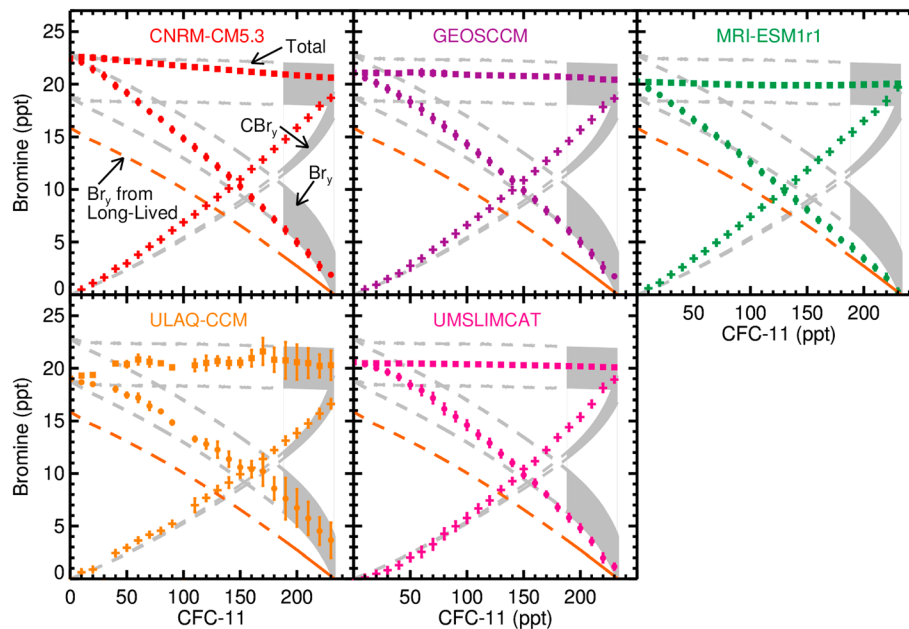 CNRM-CM5.3
GEOSCCM
MRI-ESM1r1
25
20
15
10
5
0
Bromine (ppt)
Total
CBry
Bry
Bry from
Long-Lived
50 100 150 200
CFC-11 (ppt)
ULAQ-CCM
UMSLIMCAT
25
20
15
10
5
0
Bromine (ppt)
0 50 100 150 200
CFC-11
50 100 150 200
CFC-11 (ppt)